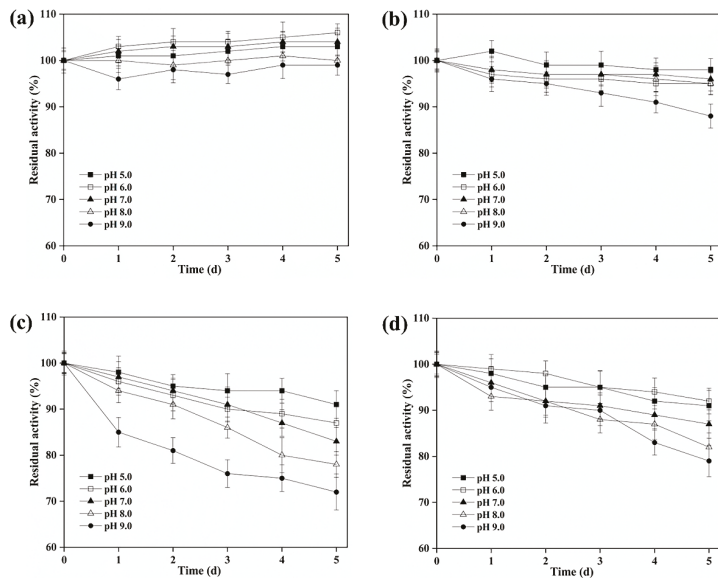 (a)
110
100
90
80
70
60
Residual activity (%)
pH 5.0
pH 6.0
pH 7.0
pH 8.0
pH 9.0
0 1 2 3 4 5
Time (d)
(b)
110
100
90
80
70
60
Residual activity (%)
pH 5.0
pH 6.0
pH 7.0
pH 8.0
pH 9.0
0 1 2 3 4 5
Time (d)
(c)
110
100
90
80
70
60
Residual activity (%)
pH 5.0
pH 6.0
pH 7.0
pH 8.0
pH 9.0
0 1 2 3 4 5
Time (d)
(d)
110
100
90
80
70
60
Residual activity (%)
pH 5.0
pH 6.0
pH 7.0
pH 8.0
pH 9.0
0 1 2 3 4 5
Time (d)